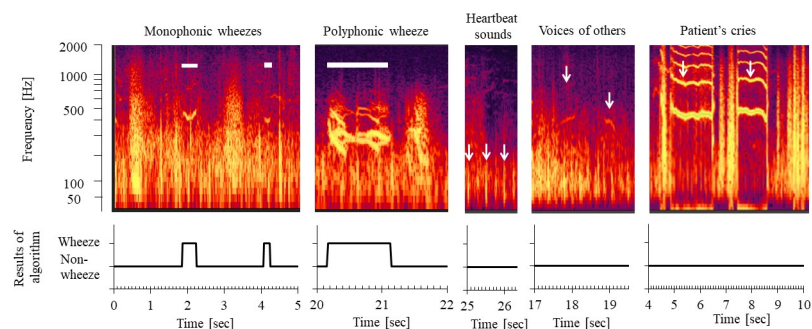 Monophonic wheezes
Polyphonic wheeze
Heartbeat
sounds
Voices of others
Patient's cries
Frequency [Hz]
2000
1000
500
100
50
Results of
algorithm
Wheeze
Non-
wheeze
0 1 2 3 4 5
Time [sec]
20 21 22
Time [sec]
25 26
Time [sec]
17 18 19
Time [sec]
4 5 6 7 8 9 10
Time [sec]